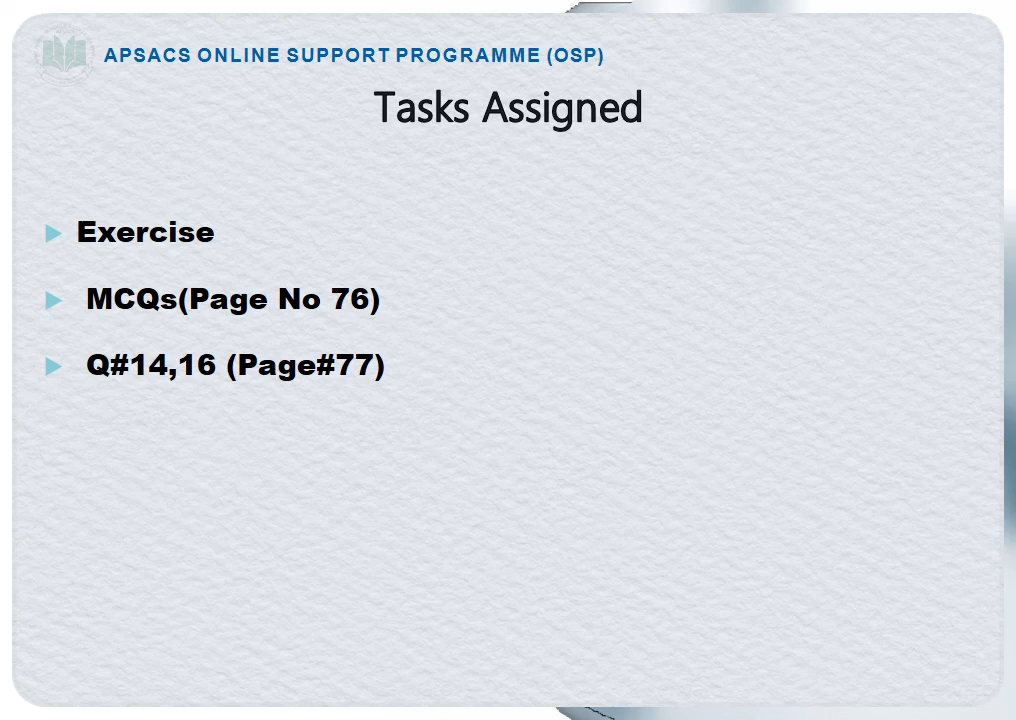 APSACS ONLINE SUPPORT PROGRAMME (OSP)
Tasks Assigned
Exercise
MCQs(Page No 76)
Q#14,16 (Page#77)